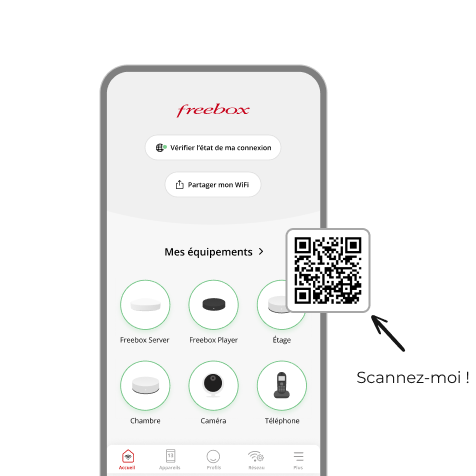 freebox
Vérifier l'état de ma connexion
Partager mon WiFi
Mes équipements
Freebox Server
Freebox Player
Étage
Chambre
Caméra
Téléphone
Scannez-moi !
Accueil
13
Appareils
Profils
Réseau
Plus